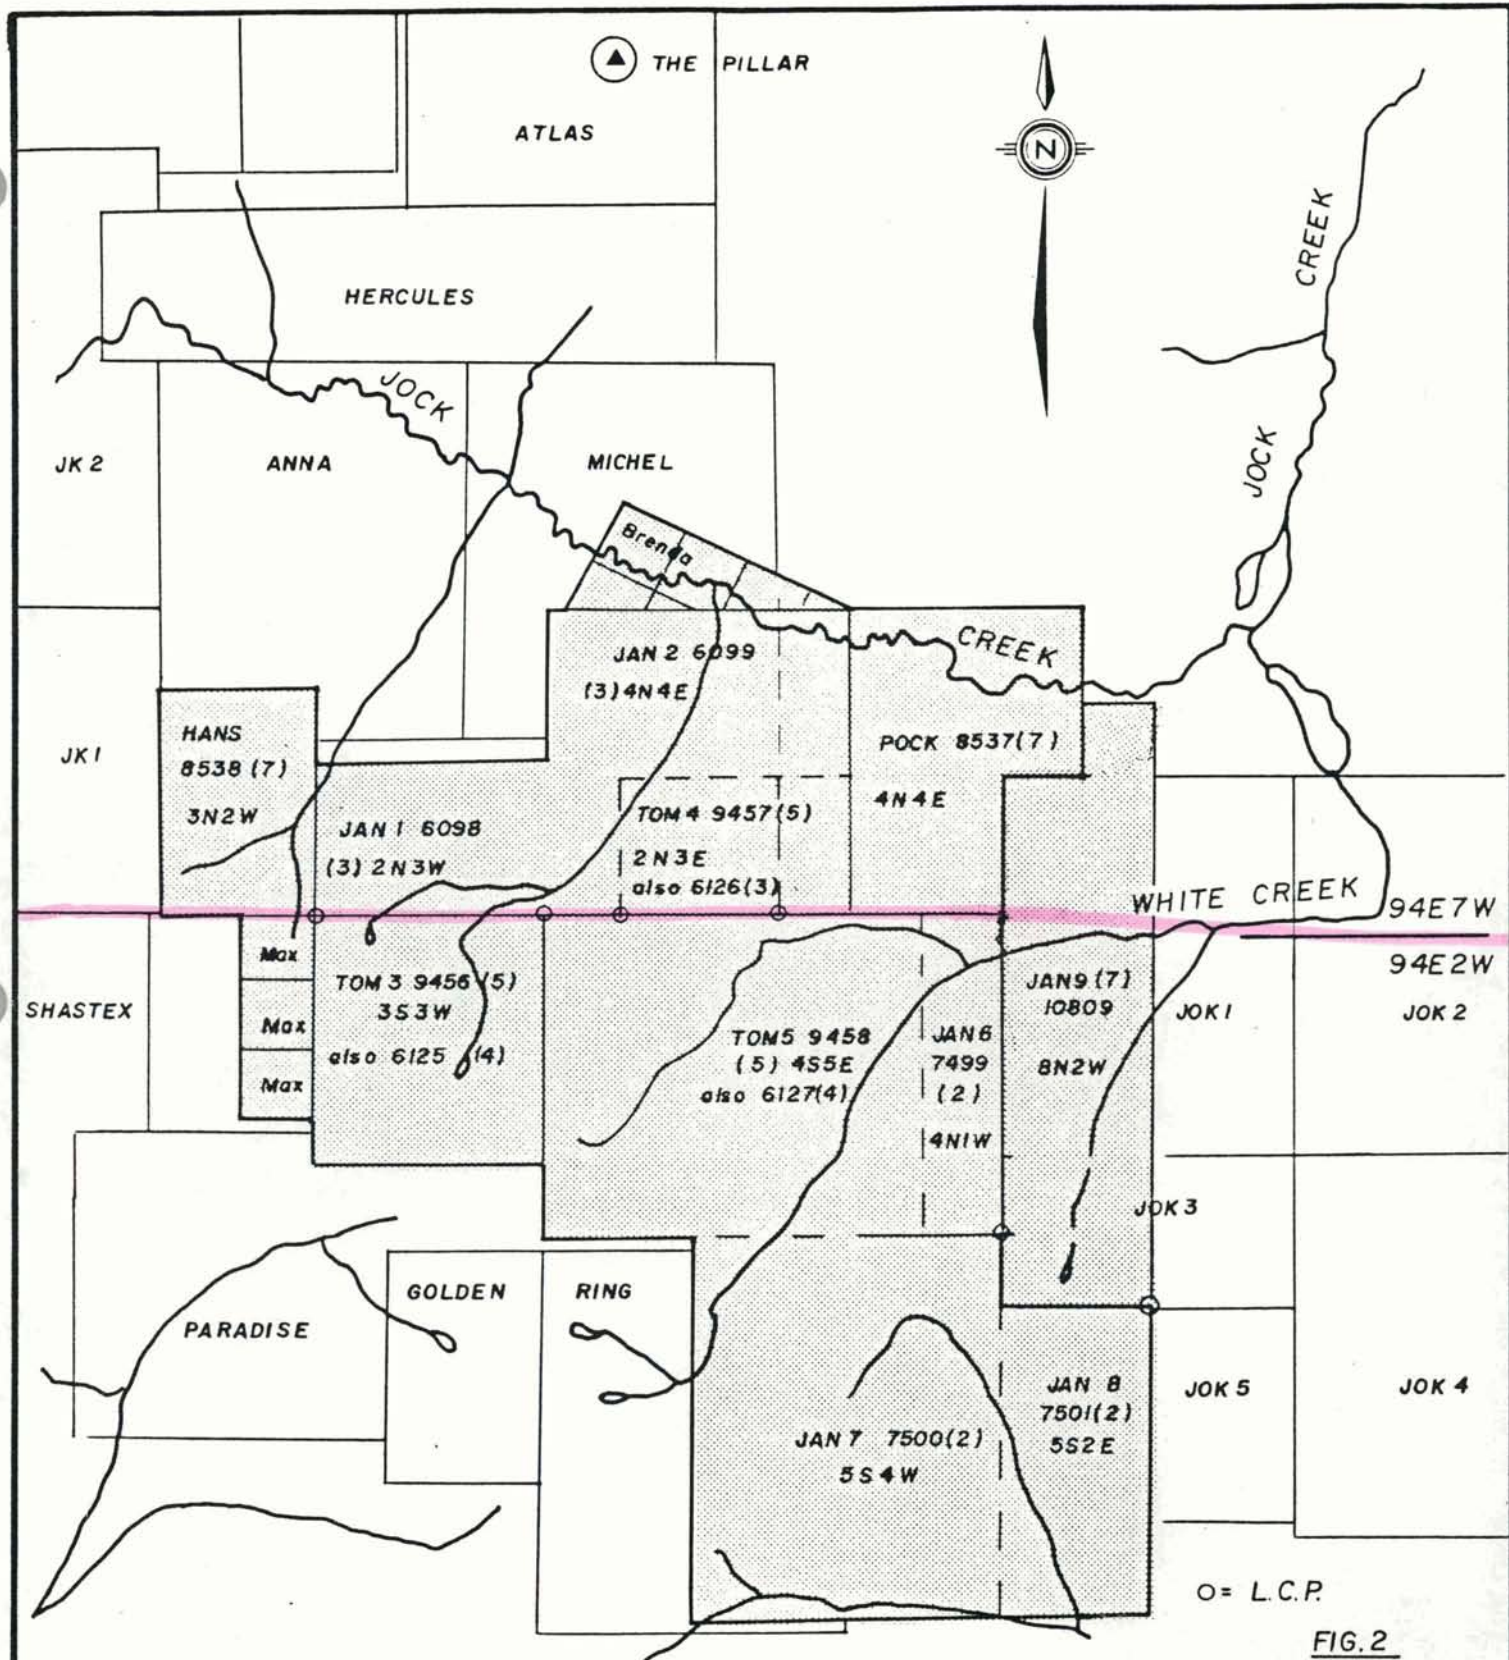 THE PILLAR
ATLAS
N
CREEK
HERCULES
JOCK
JK 2
ANNA
MICHEL
JOCK
Brenda
JAN 2 6099
(3) 4N4E
CREEK
HANS
8538 (7)
3N2W
JK 1
POCK 8537(7)
4N4E
JAN 1 6098
(3) 2N3W
TOM 4 9457(5)
2N3E
also 6126(3)
WHITE CREEK
94E7W
94E2W
Max
Max
Max
SHASTEX
TOM 3 9456 (5)
3S3W
also 6125 (4)
TOM5 9458
(5) 4S5E
also 6127(4)
JAN 6
7499
(2)
4N1W
JAN9 (7)
10809
8N2W
JOK 1
JOK 2
JOK 3
GOLDEN
RING
PARADISE
JAN 8
7501(2)
5S2E
JOK 5
JOK 4
JAN 7 7500(2)
5S4W
O= L.C.P.
FIG. 2